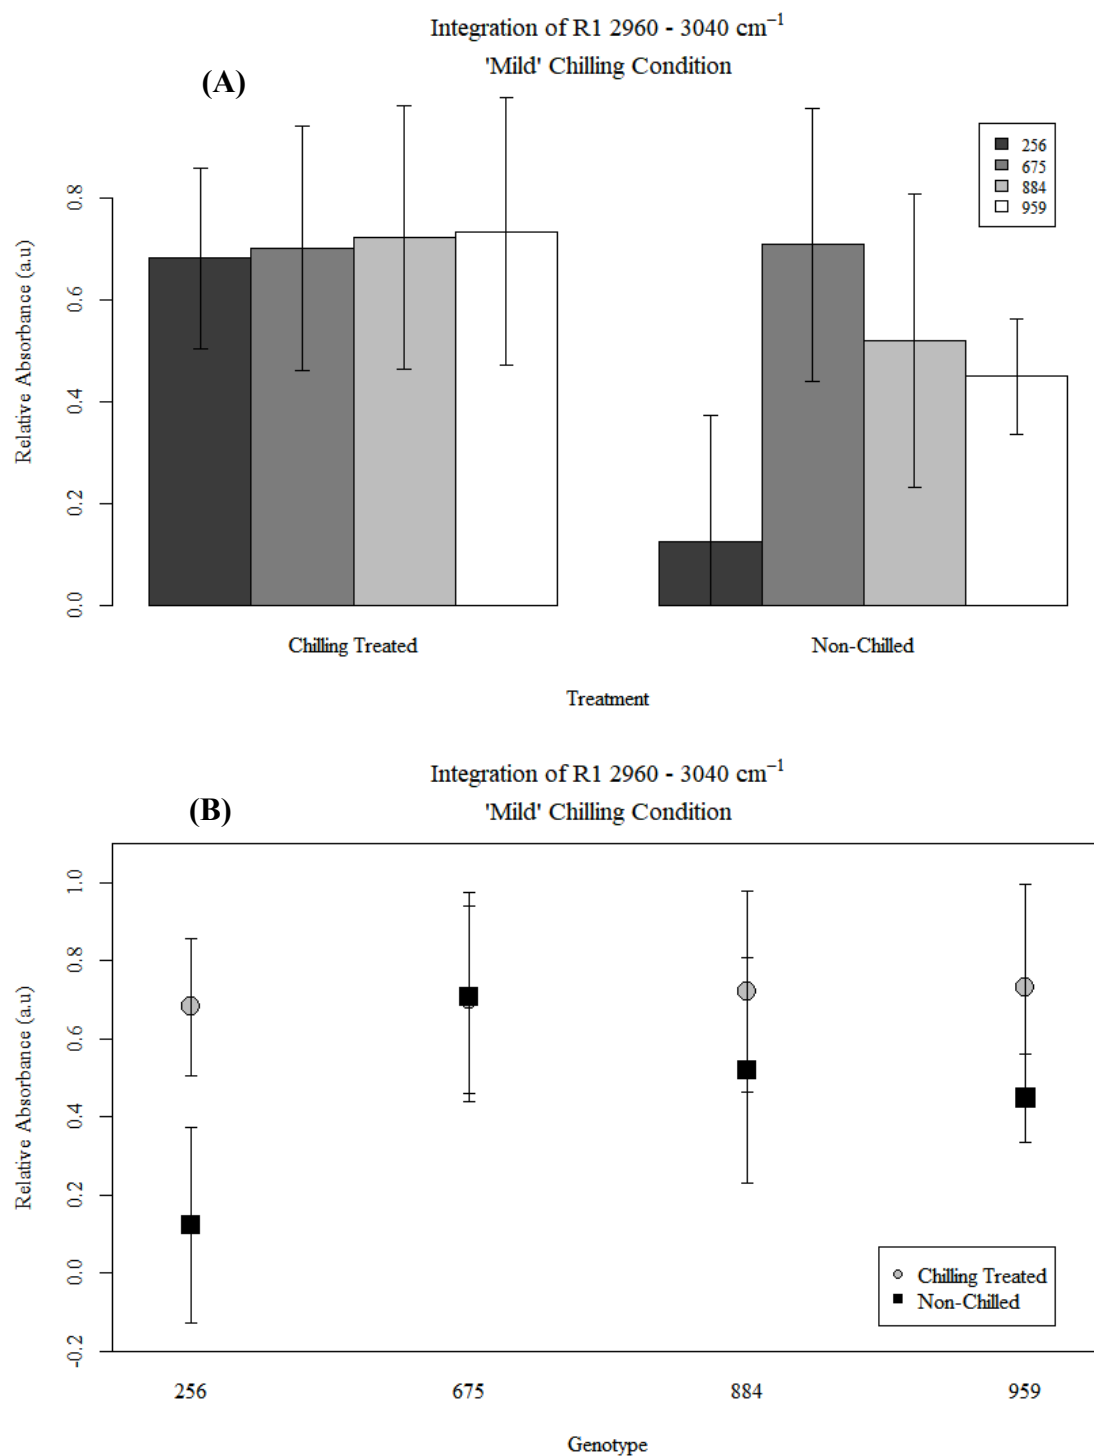 Integration of R1 2960 - 3040 cm⁻¹
'Mild' Chilling Condition
(A)
256
675
884
959
Relative Absorbance (a.u)
0.8
0.6
0.4
0.2
0.0
Chilling Treated
Non-Chilled
Treatment
Integration of R1 2960 - 3040 cm⁻¹
'Mild' Chilling Condition
(B)
Relative Absorbance (a.u)
1.0
0.8
0.6
0.4
0.2
0.0
-0.2
Chilling Treated
Non-Chilled
256 675 884 959
Genotype